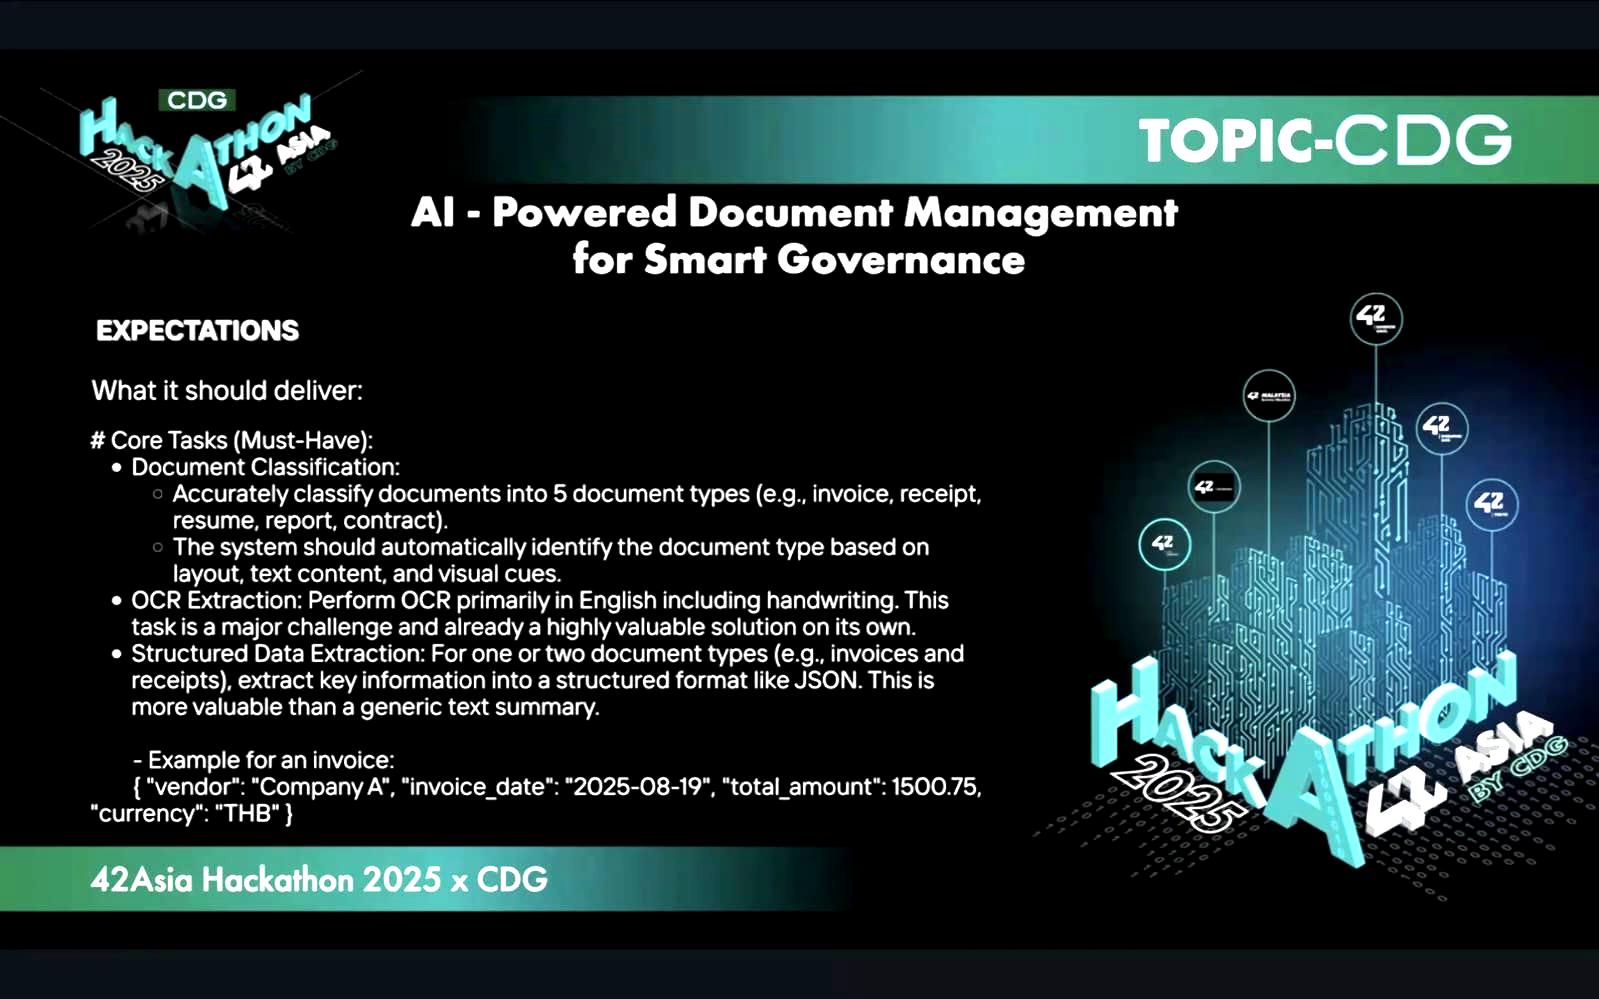 CDG
HACKATHON
2025 42 ASIA
BY CDG
TOPIC-CDG
AI - Powered Document Management
for Smart Governance
EXPECTATIONS
What it should deliver:
# Core Tasks (Must-Have):
• Document Classification:
○ Accurately classify documents into 5 document types (e.g., invoice, receipt,
resume, report, contract).
○ The system should automatically identify the document type based on
layout, text content, and visual cues.
• OCR Extraction: Perform OCR primarily in English including handwriting. This
task is a major challenge and already a highly valuable solution on its own.
• Structured Data Extraction: For one or two document types (e.g., invoices and
receipts), extract key information into a structured format like JSON. This is
more valuable than a generic text summary.
- Example for an invoice:
{ "vendor": "Company A", "invoice_date": "2025-08-19", "total_amount": 1500.75,
"currency": "THB" }
42
42 MALAYSIA
42
42
42
42
HACKATHON
2025 42 ASIA
BY CDG
42Asia Hackathon 2025 x CDG